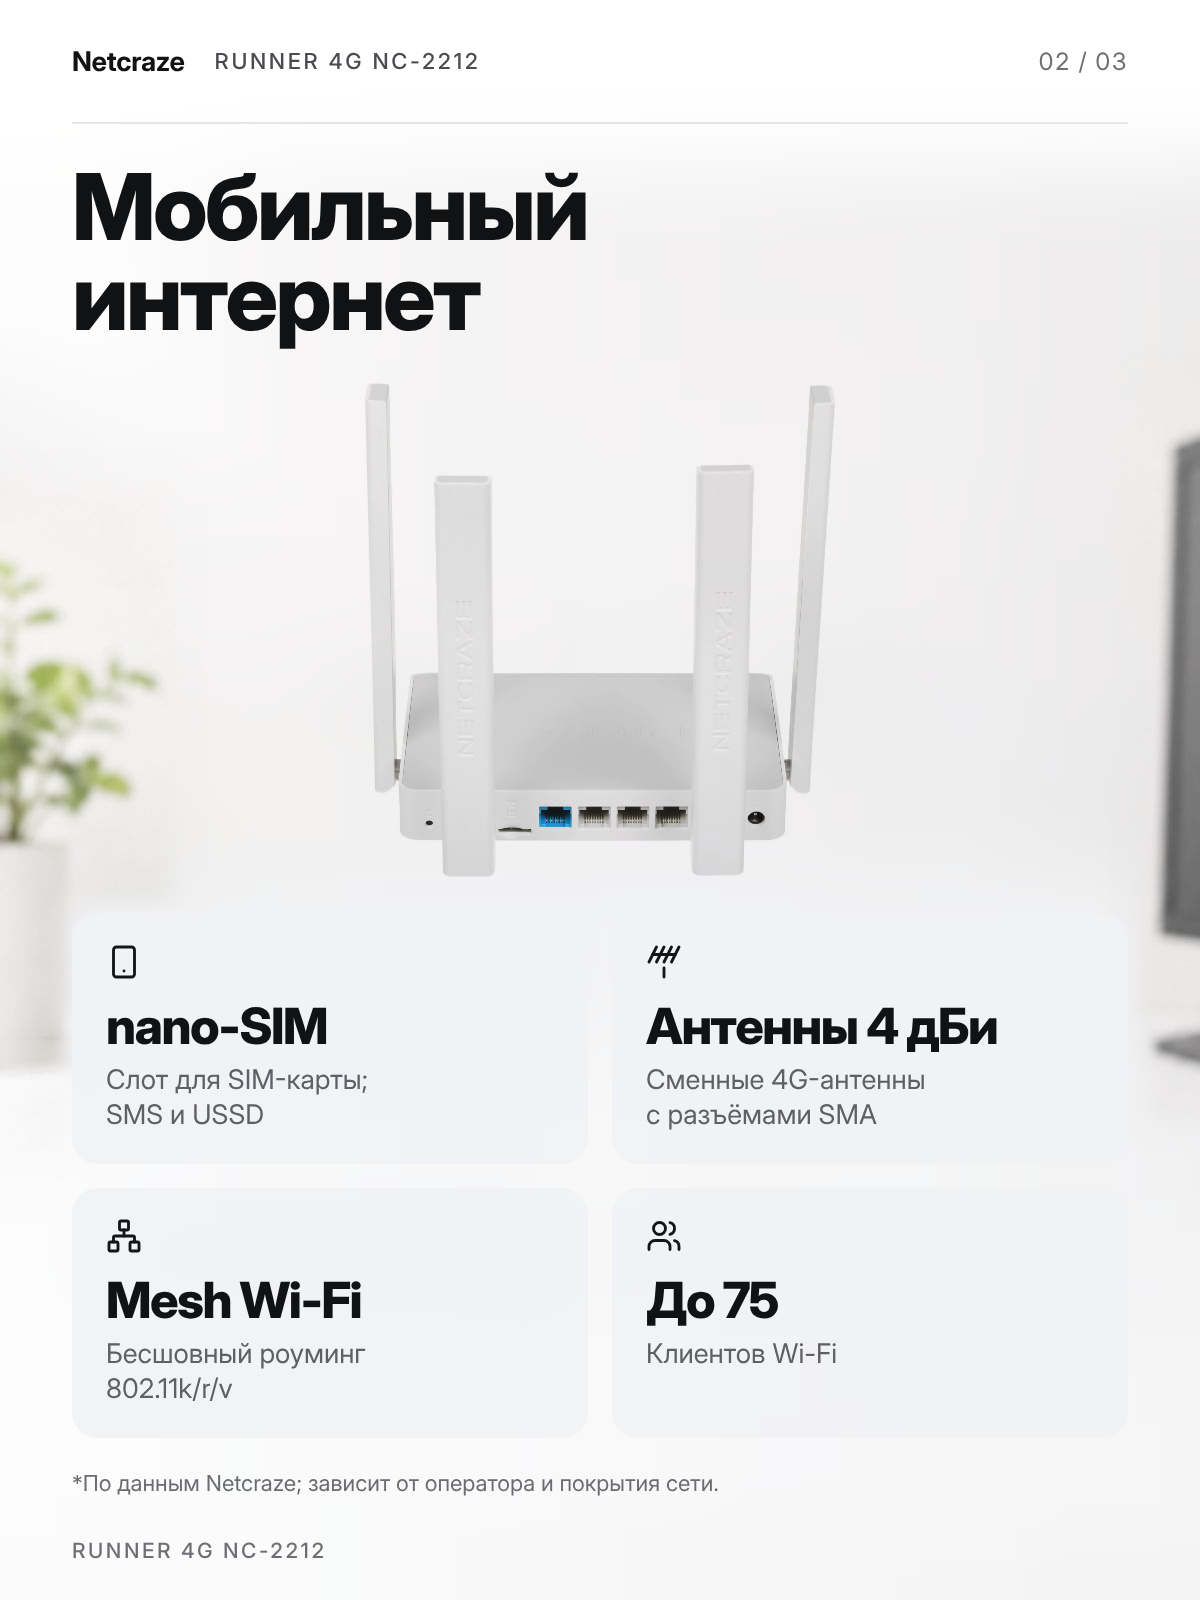 Netcraze RUNNER 4G NC-2212 02 / 03
Мобильный
интернет
NETCRAZE
NETCRAZE
nano-SIM
Слот для SIM-карты;
SMS и USSD
Антенны 4 дБи
Сменные 4G-антенны
с разъёмами SMA
Mesh Wi-Fi
Бесшовный роуминг
802.11k/r/v
До 75
Клиентов Wi-Fi
*По данным Netcraze; зависит от оператора и покрытия сети.
RUNNER 4G NC-2212